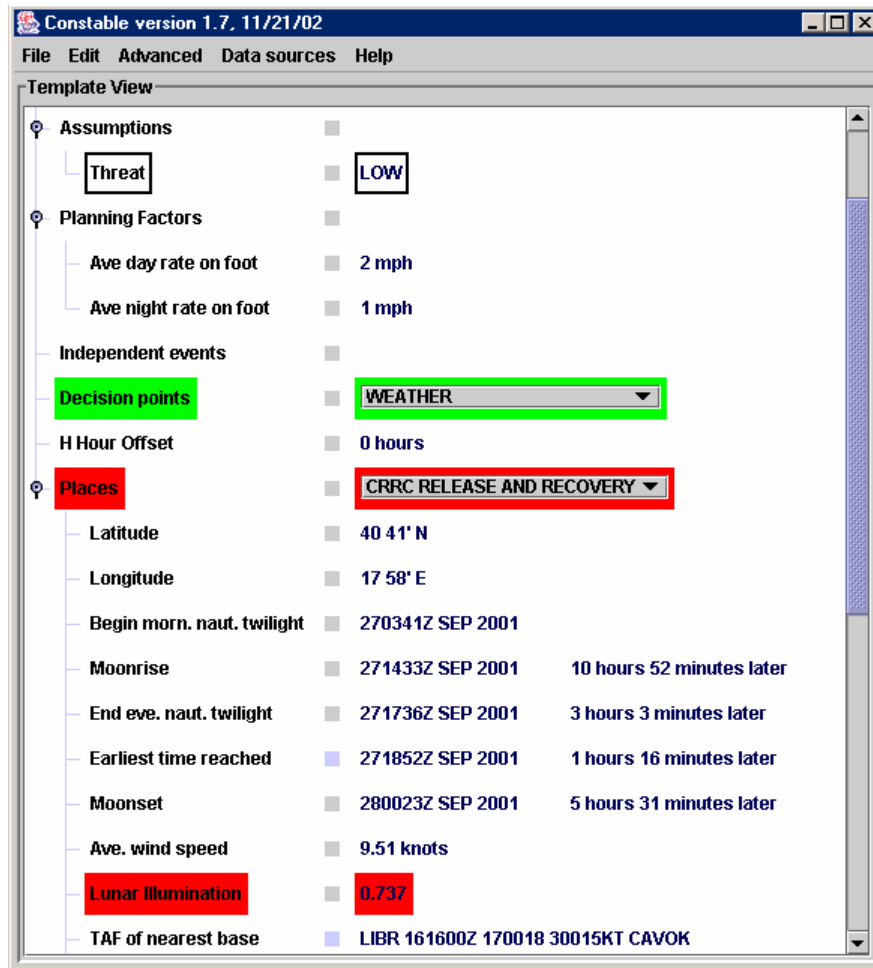 Constable version 1.7, 11/21/02
File Edit Advanced Data sources Help
Template View
Assumptions
Threat LOW
Planning Factors
Ave day rate on foot 2 mph
Ave night rate on foot 1 mph
Independent events
Decision points WEATHER
H Hour Offset 0 hours
Places CRRC RELEASE AND RECOVERY
Latitude 40 41' N
Longitude 17 58' E
Begin morn. naut. twilight 270341Z SEP 2001
Moonrise 271433Z SEP 2001 10 hours 52 minutes later
End eve. naut. twilight 271736Z SEP 2001 3 hours 3 minutes later
Earliest time reached 271852Z SEP 2001 1 hours 16 minutes later
Moonset 280023Z SEP 2001 5 hours 31 minutes later
Ave. wind speed 9.51 knots
Lunar Illumination 0.737
TAF of nearest base LIBR 161600Z 170018 30015KT CAVOK